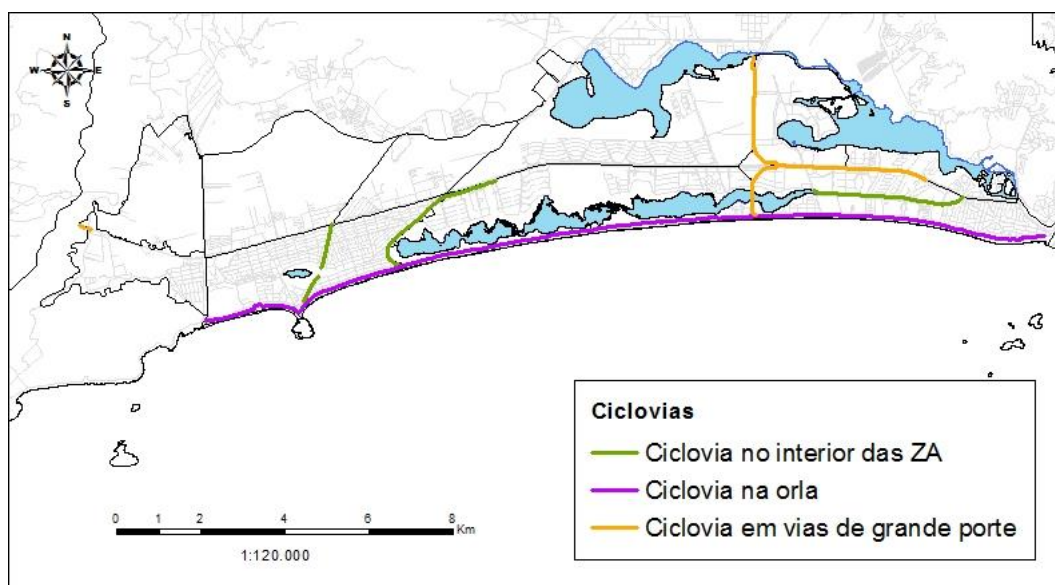 N
W E
S
Ciclovias
Ciclovia no interior das ZA
Ciclovia na orla
Ciclovia em vias de grande porte
0 1 2 4 6 8
Km
1:120.000